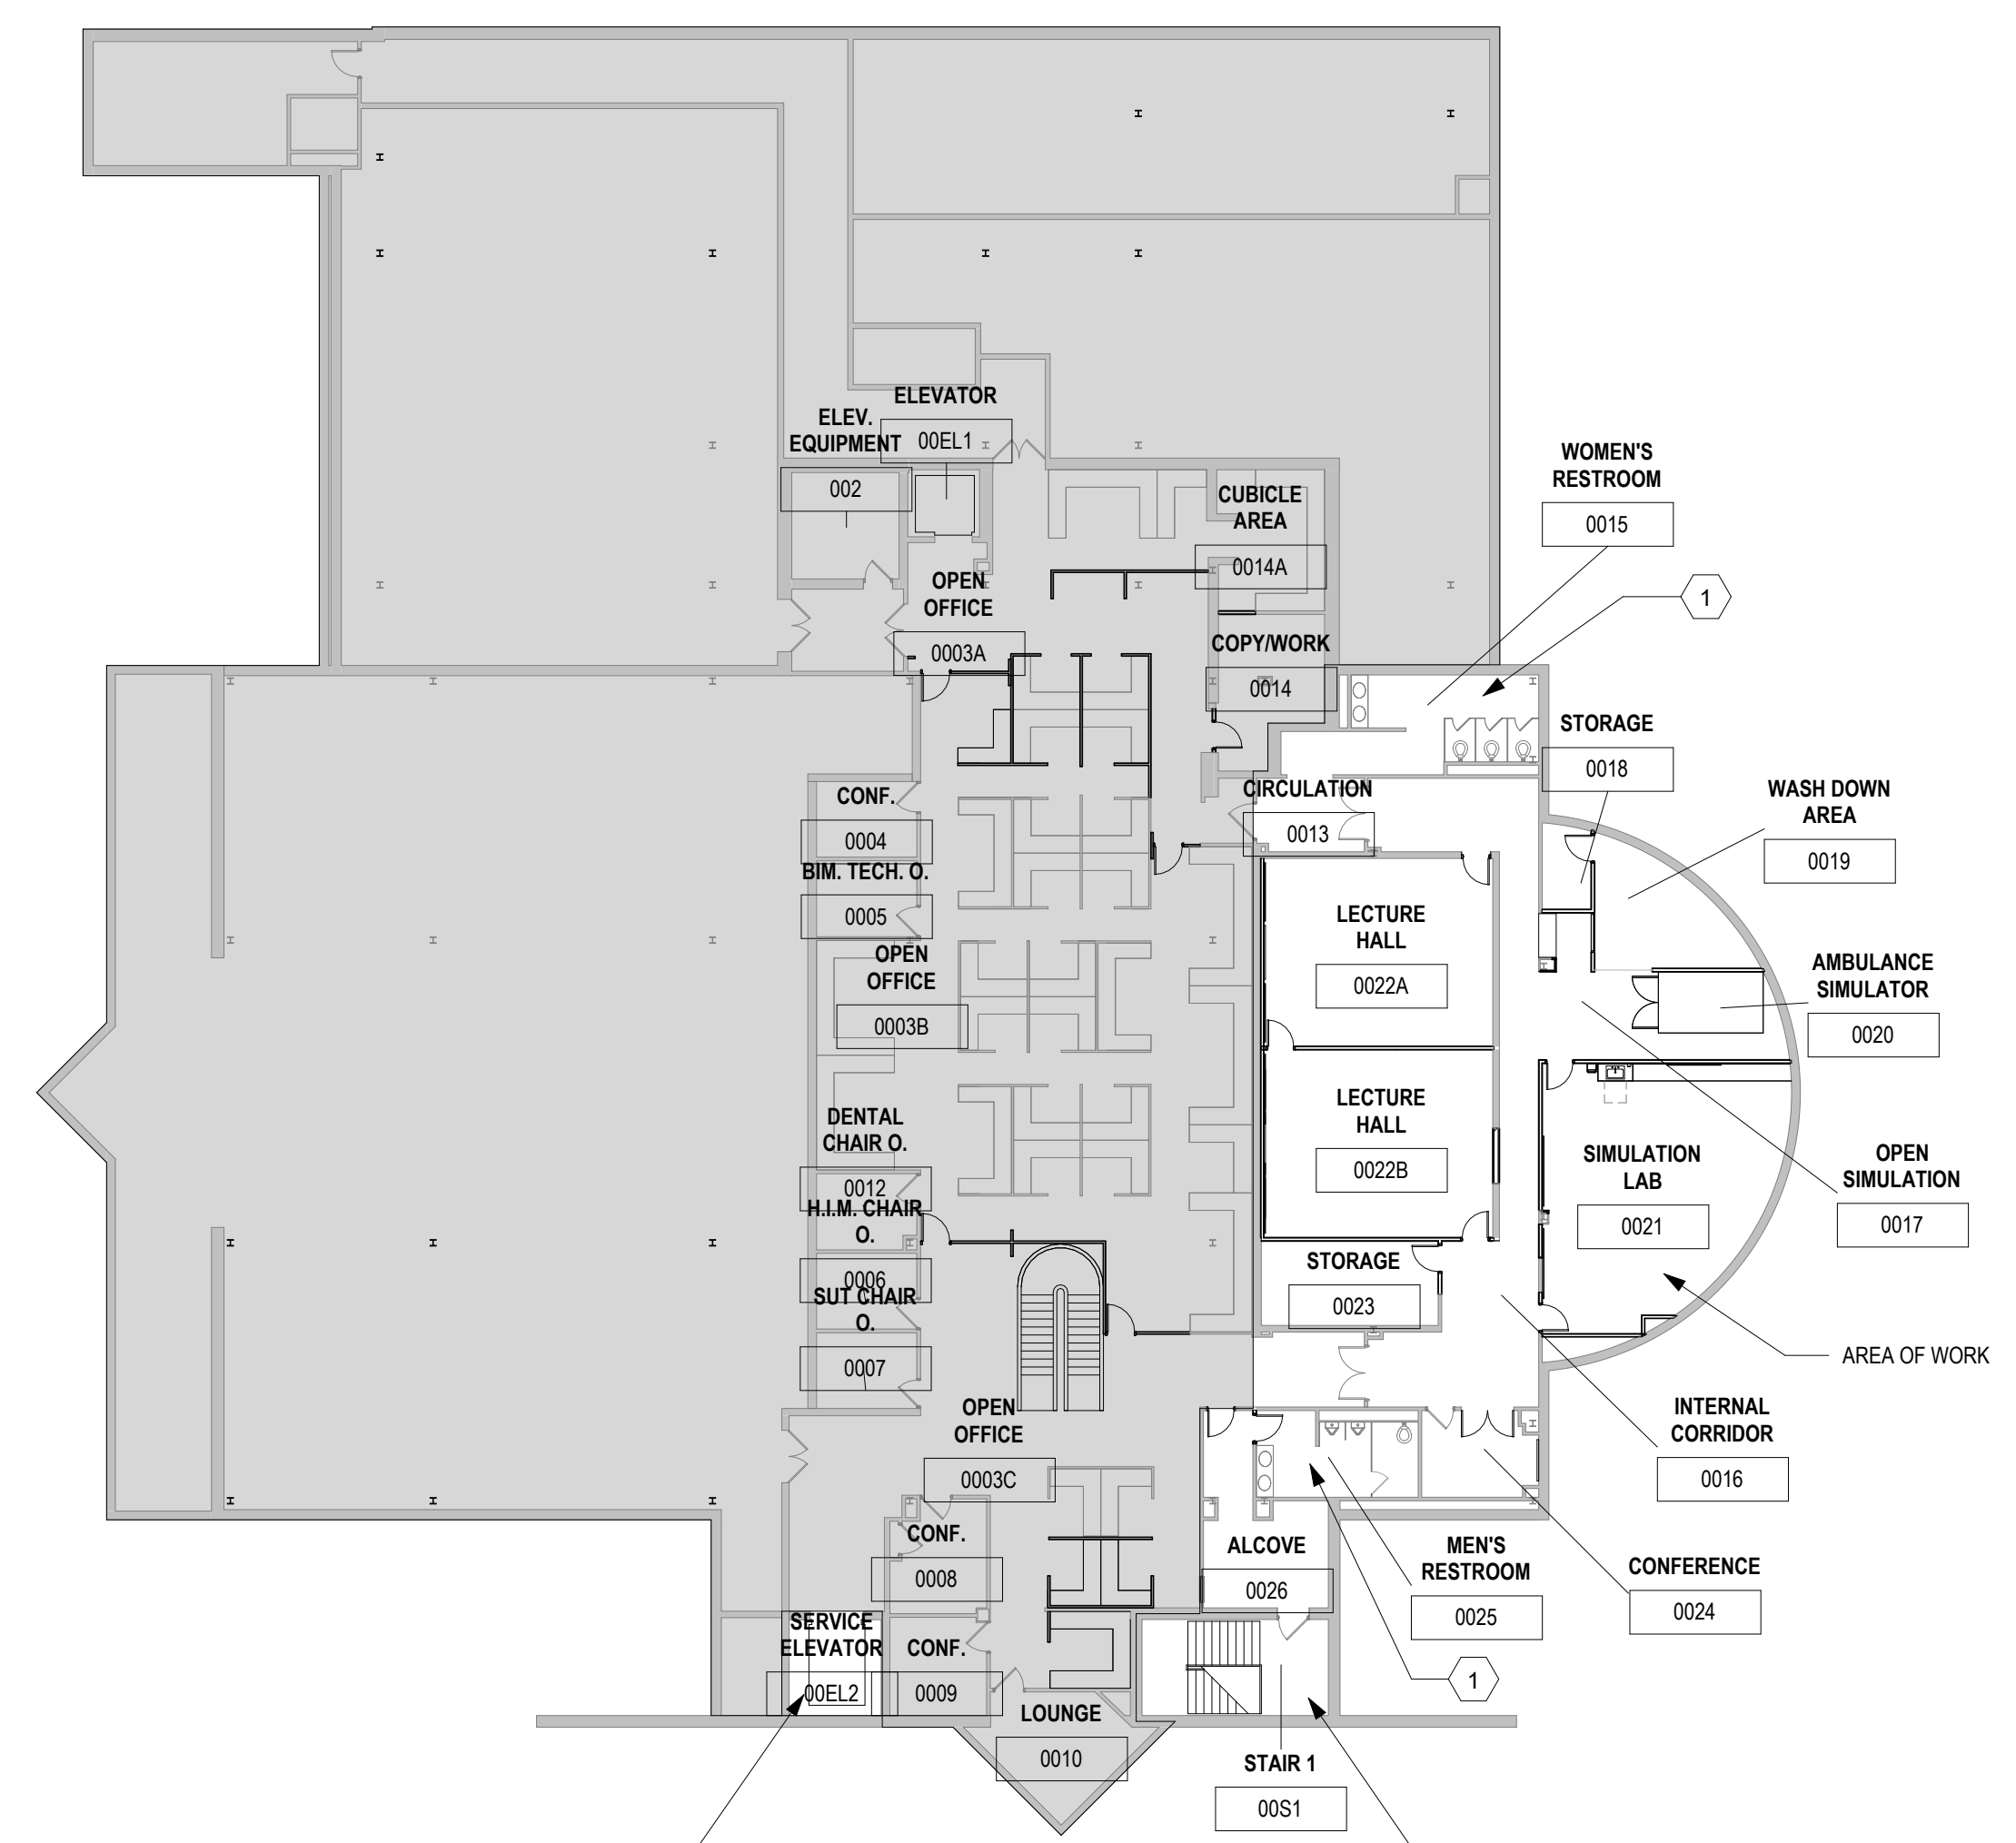 ELEVATOR
00EL1
ELEV.
EQUIPMENT
002
WOMEN'S
RESTROOM
0015
CUBICLE
AREA
0014A
OPEN
OFFICE
0003A
1
COPY/WORK
0014
STORAGE
0018
CIRCULATION
0013
WASH DOWN
AREA
0019
CONF.
0004
BIM. TECH. O.
0005
LECTURE
HALL
0022A
OPEN
OFFICE
0003B
AMBULANCE
SIMULATOR
0020
LECTURE
HALL
0022B
DENTAL
CHAIR O.
0012
SIMULATION
LAB
0021
OPEN
SIMULATION
0017
H.I.M. CHAIR
O.
0006
STORAGE
0023
SUT CHAIR
O.
0007
AREA OF WORK
OPEN
OFFICE
0003C
INTERNAL
CORRIDOR
0016
CONF.
0008
ALCOVE
0026
MEN'S
RESTROOM
0025
CONFERENCE
0024
SERVICE
ELEVATOR
00EL2
CONF.
0009
1
LOUNGE
0010
STAIR 1
00S1